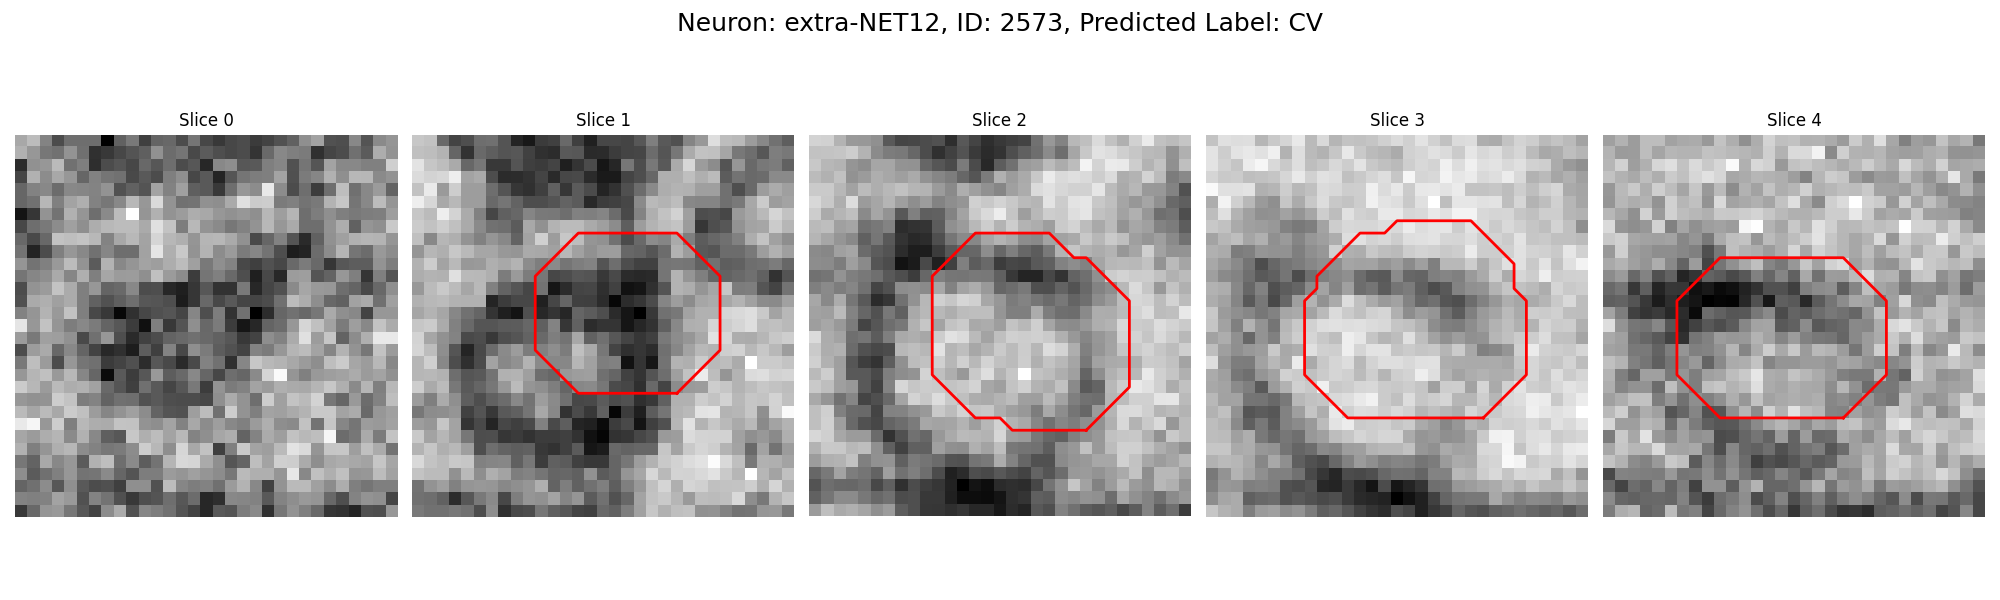 Neuron: extra-NET12, ID: 2573, Predicted Label: CV
Slice 0
Slice 1
Slice 2
Slice 3
Slice 4